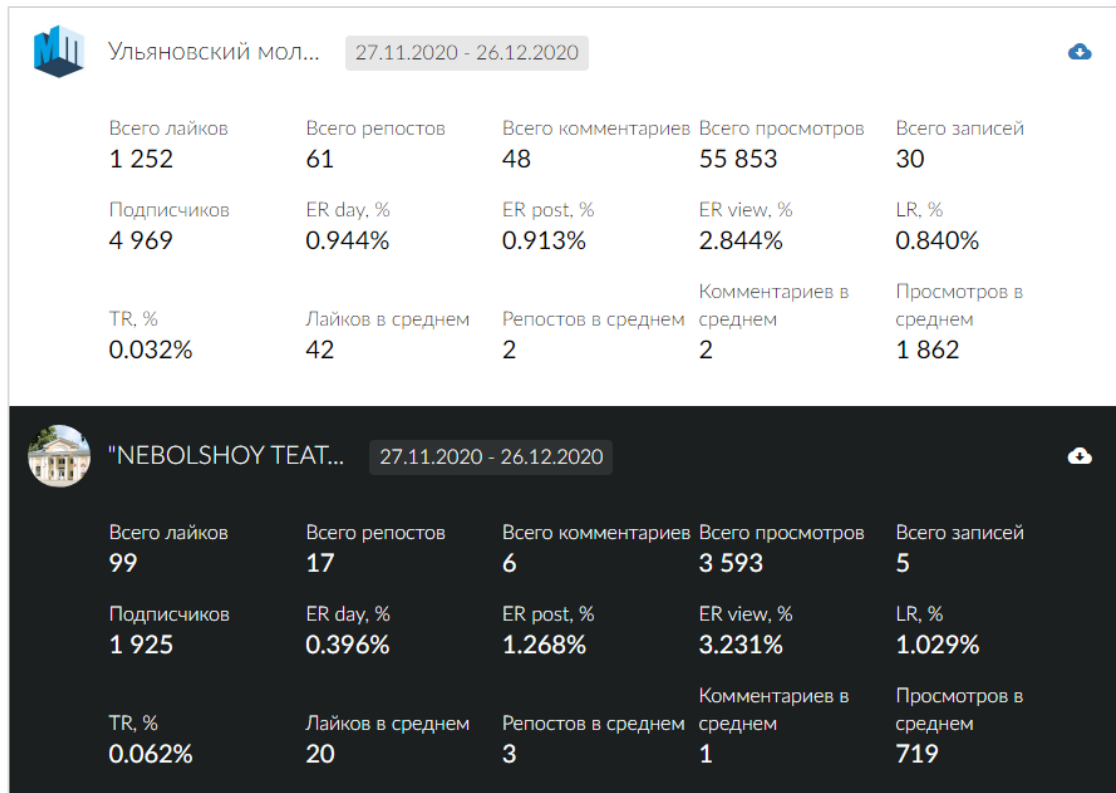 Ульяновский мол... 27.11.2020 - 26.12.2020
Всего лайков Всего репостов Всего комментариев Всего просмотров Всего записей
1 252 61 48 55 853 30
Подписчиков ER day, % ER post, % ER view, % LR, %
4 969 0.944% 0.913% 2.844% 0.840%
Комментариев в Просмотров в
TR, % Лайков в среднем Репостов в среднем среднем среднем
0.032% 42 2 2 1 862
"NEBOLSHOY TEAT... 27.11.2020 - 26.12.2020
Всего лайков Всего репостов Всего комментариев Всего просмотров Всего записей
99 17 6 3 593 5
Подписчиков ER day, % ER post, % ER view, % LR, %
1 925 0.396% 1.268% 3.231% 1.029%
Комментариев в Просмотров в
TR, % Лайков в среднем Репостов в среднем среднем среднем
0.062% 20 3 1 719